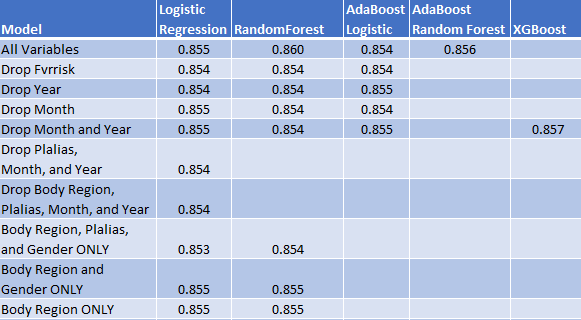 Model Logistic Regression RandomForest AdaBoost Logistic AdaBoost Random Forest XGBoost
All Variables 0.855 0.860 0.854 0.856
Drop Fvrrisk 0.854 0.854 0.854
Drop Year 0.854 0.854 0.855
Drop Month 0.855 0.854 0.854
Drop Month and Year 0.855 0.854 0.855 0.857
Drop Plalias,
Month, and Year 0.854
Drop Body Region,
Plalias, Month, and Year 0.854
Body Region, Plalias,
and Gender ONLY 0.853 0.854
Body Region and
Gender ONLY 0.855 0.855
Body Region ONLY 0.855 0.855